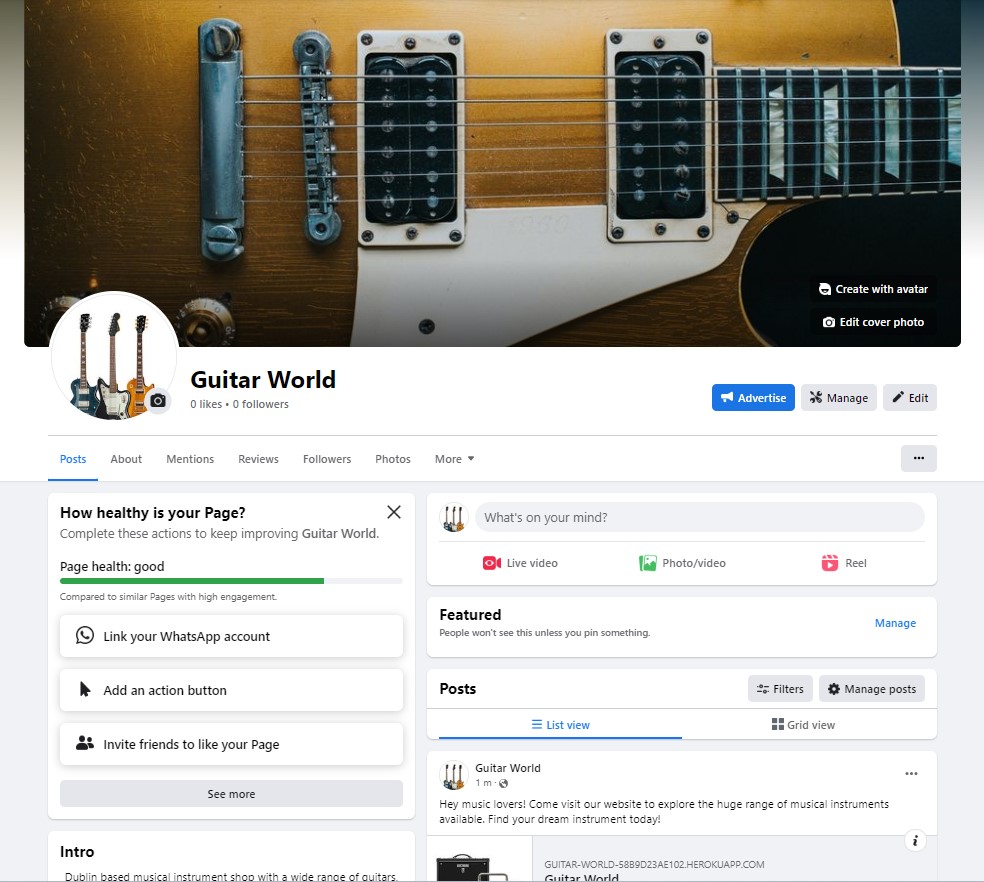 Create with avatar
Edit cover photo
Guitar World
0 likes • 0 followers
Advertise
Manage
Edit
Posts
About
Mentions
Reviews
Followers
Photos
More
How healthy is your Page?
Complete these actions to keep improving Guitar World.
Page health: good
Compared to similar Pages with high engagement.
Link your WhatsApp account
Add an action button
Invite friends to like your Page
See more
Intro
Dublin based musical instrument shop with a wide range of guitars,
What's on your mind?
Live video
Photo/video
Reel
Featured
People won't see this unless you pin something.
Manage
Posts
Filters
Manage posts
List view
Grid view
Guitar World
1 m ·
Hey music lovers! Come visit our website to explore the huge range of musical instruments
available. Find your dream instrument today!
GUITAR-WORLD-58B9D23AE102.HEROKUAPP.COM
Guitar World